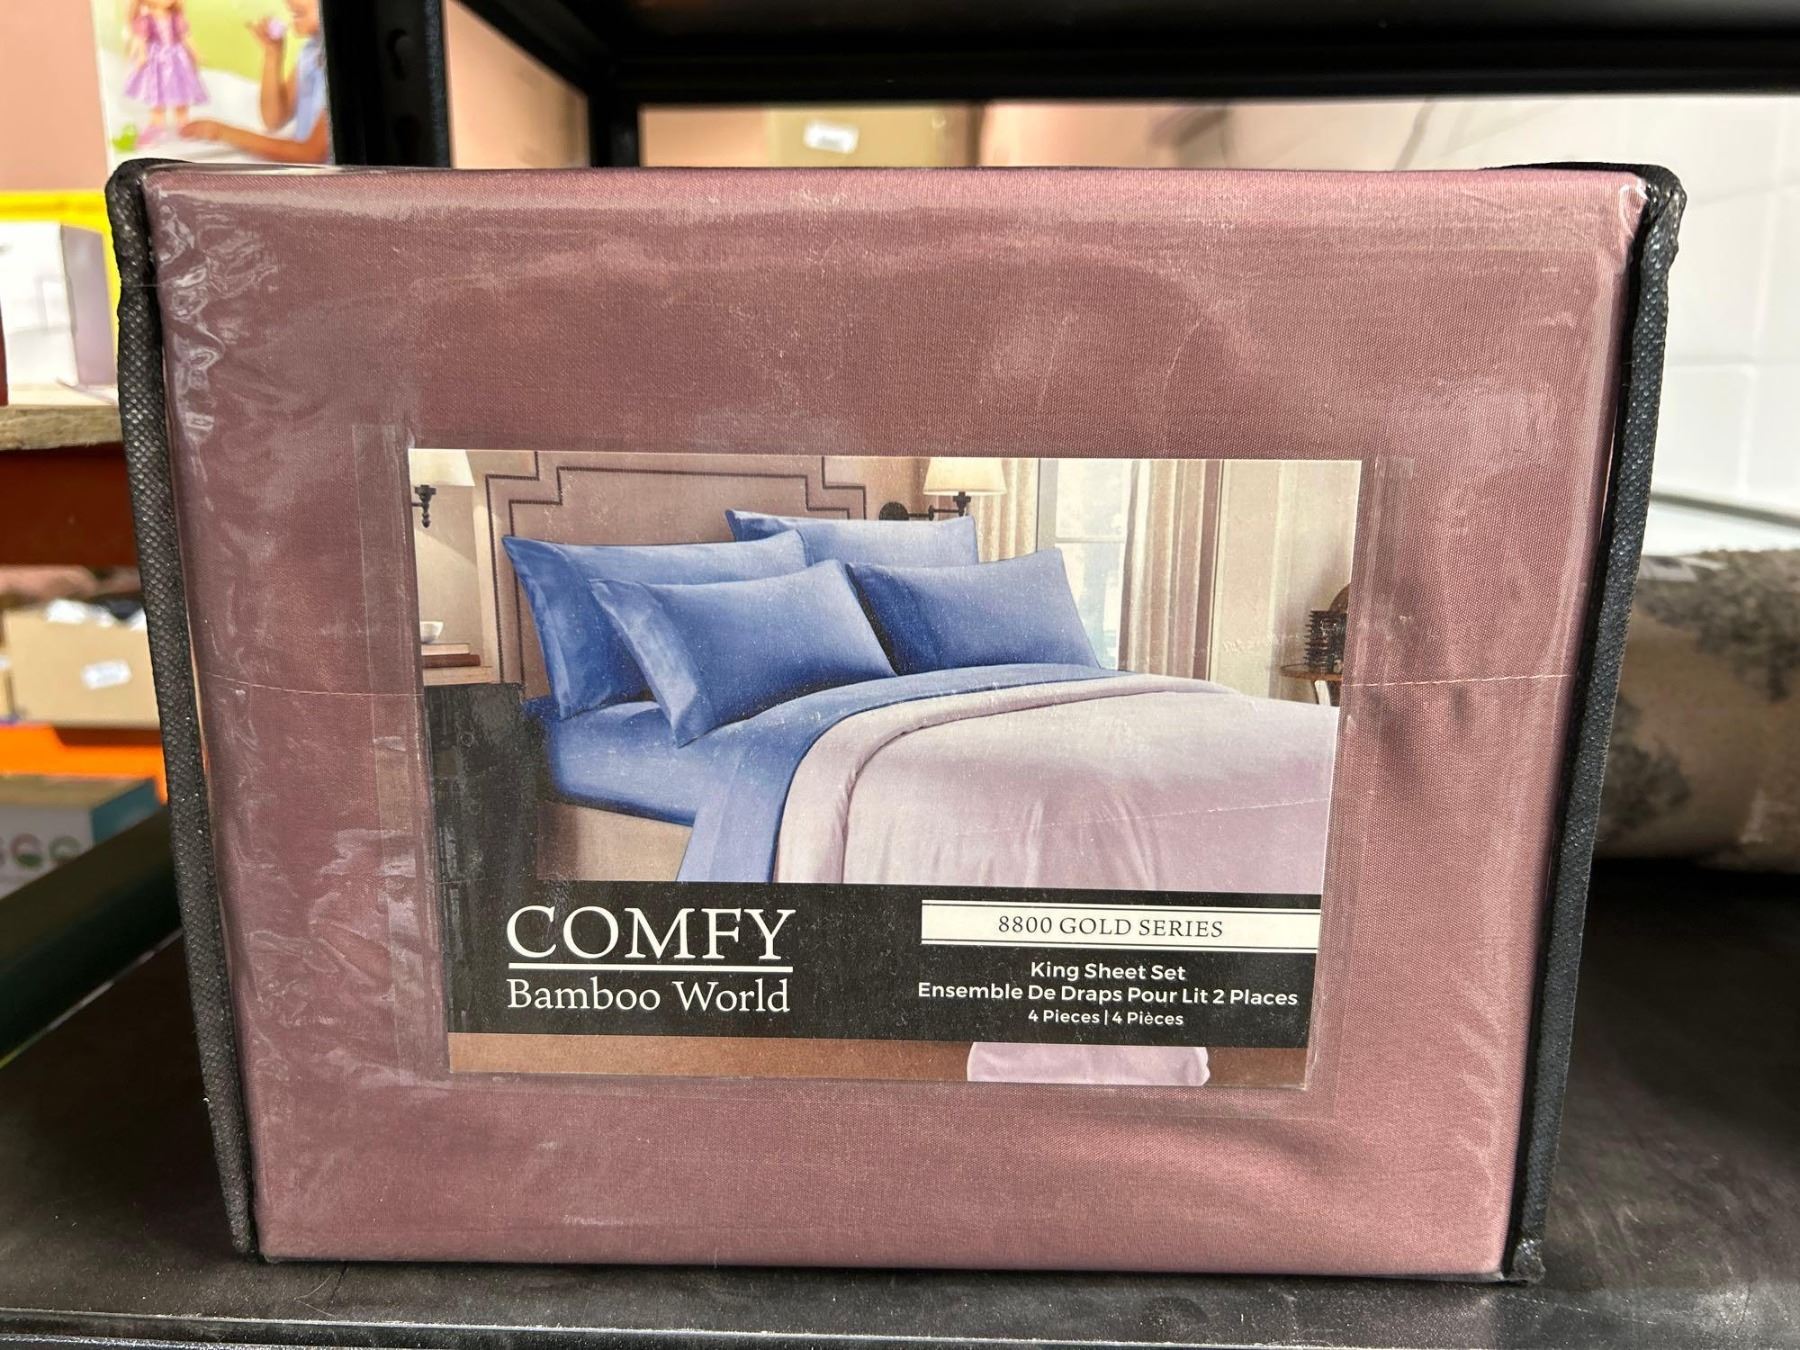 COMFY
Bamboo World
8800 GOLD SERIES
King Sheet Set
Ensemble De Draps Pour Lit 2 Places
4 Pieces | 4 Pièces